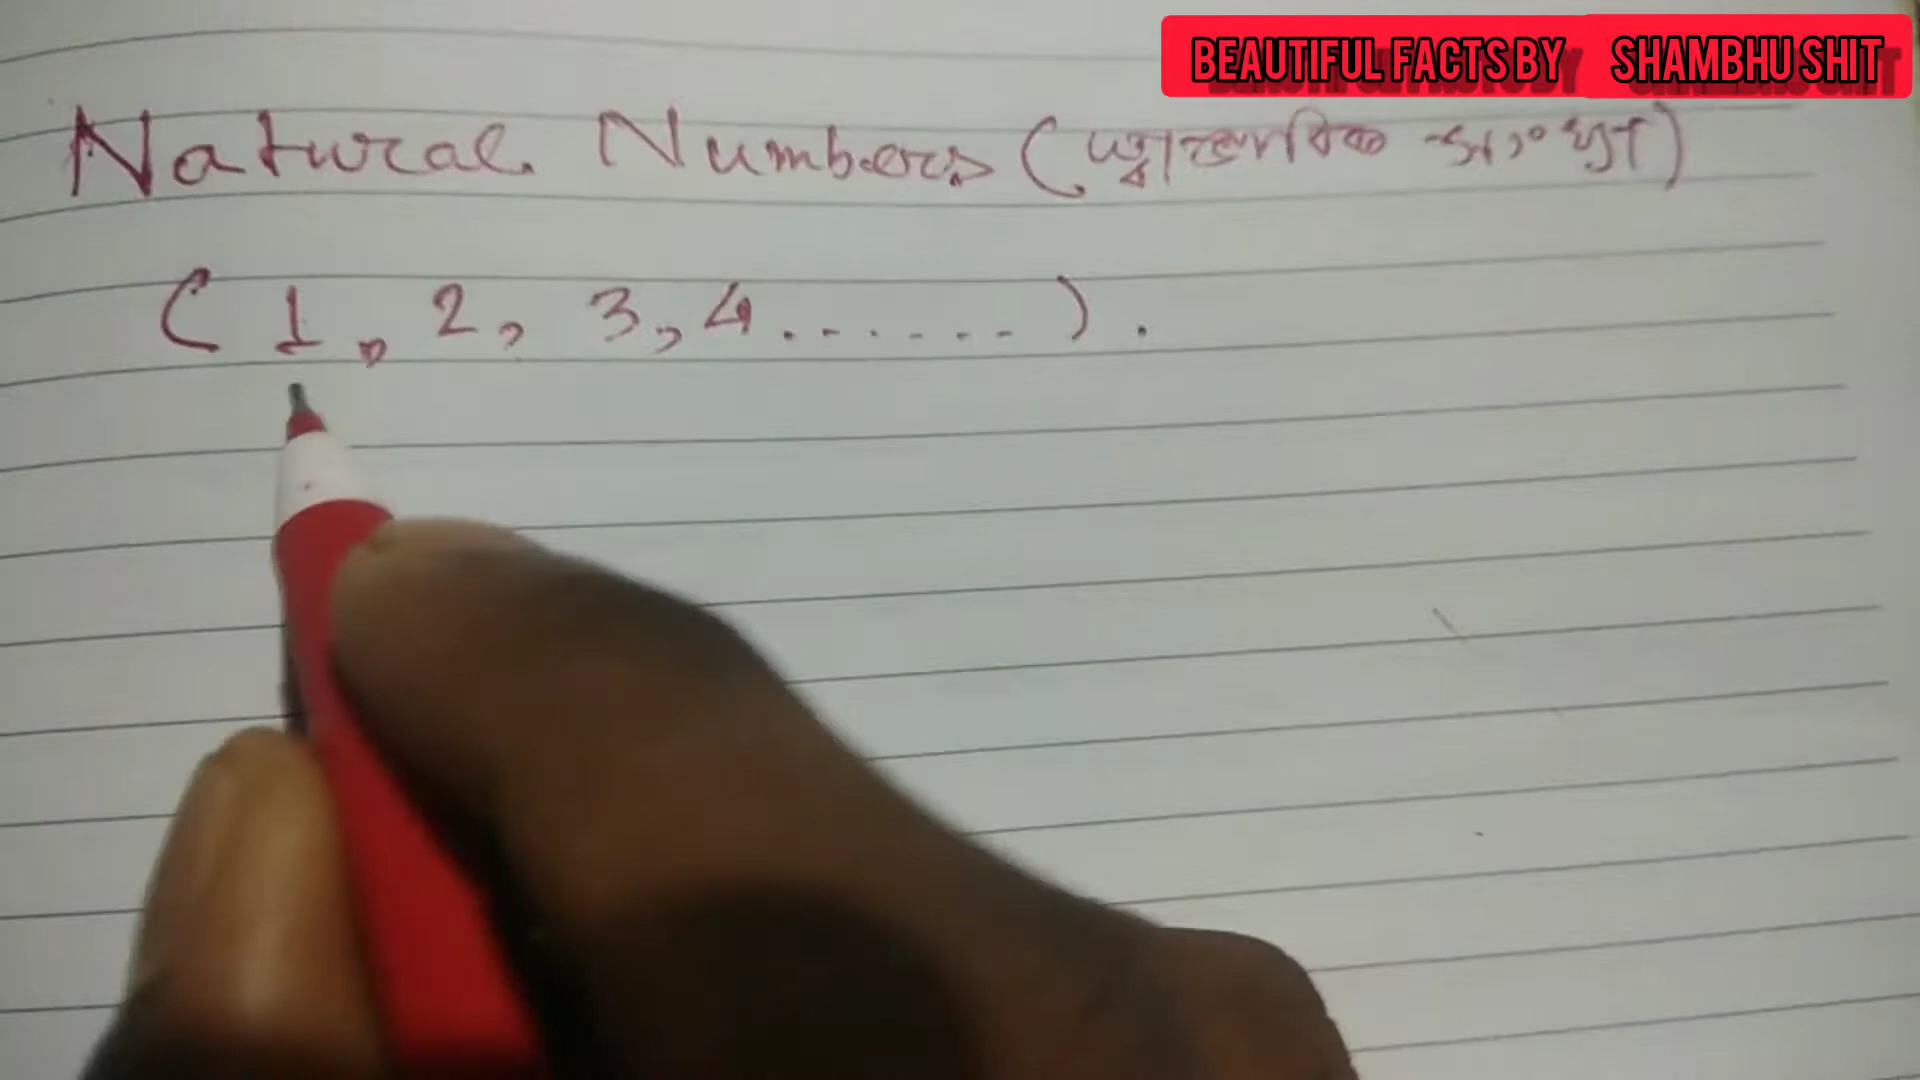 BEAUTIFUL FACTS BY SHAMBHU SHIT
Natural Numbers (স্বাভাবিক সংখ্যা)
( 1, 2, 3, 4....... ).